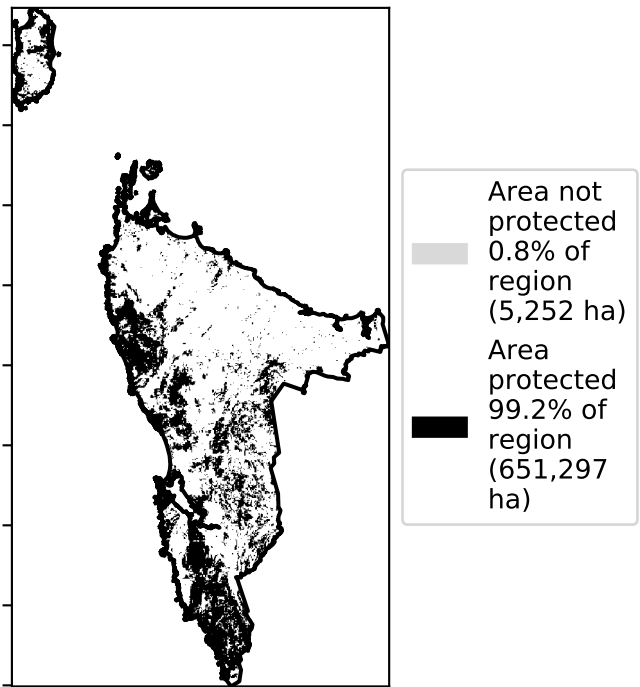 Area not
protected
0.8% of
region
(5,252 ha)
Area
protected
99.2% of
region
(651,297
ha)